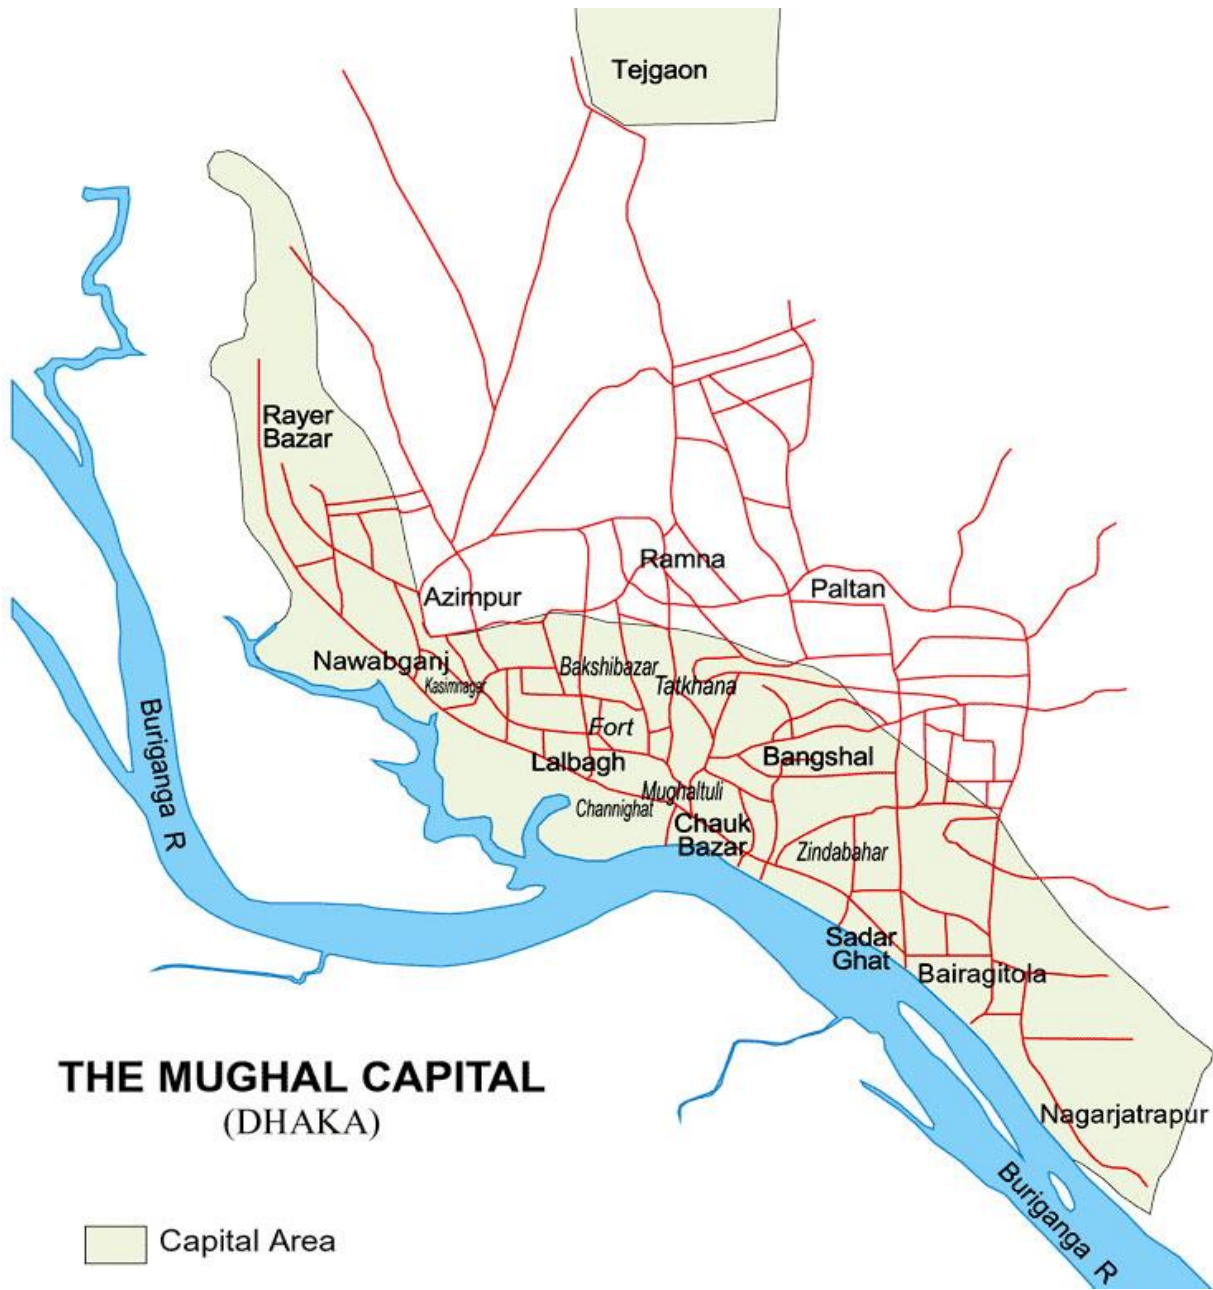 Tejgaon
Rayer
Bazar
Ramna
Azimpur
Paltan
Nawabganj
Bakshibazar
Kasimnagar
Tatkhana
Fort
Buriganga R
Lalbagh
Bangshal
Mughaltuli
Channighat
Chauk
Bazar
Zindabahar
Sadar
Ghat
Bairagitola
THE MUGHAL CAPITAL
(DHAKA)
Nagarjatrapur
Buriganga R
Capital Area